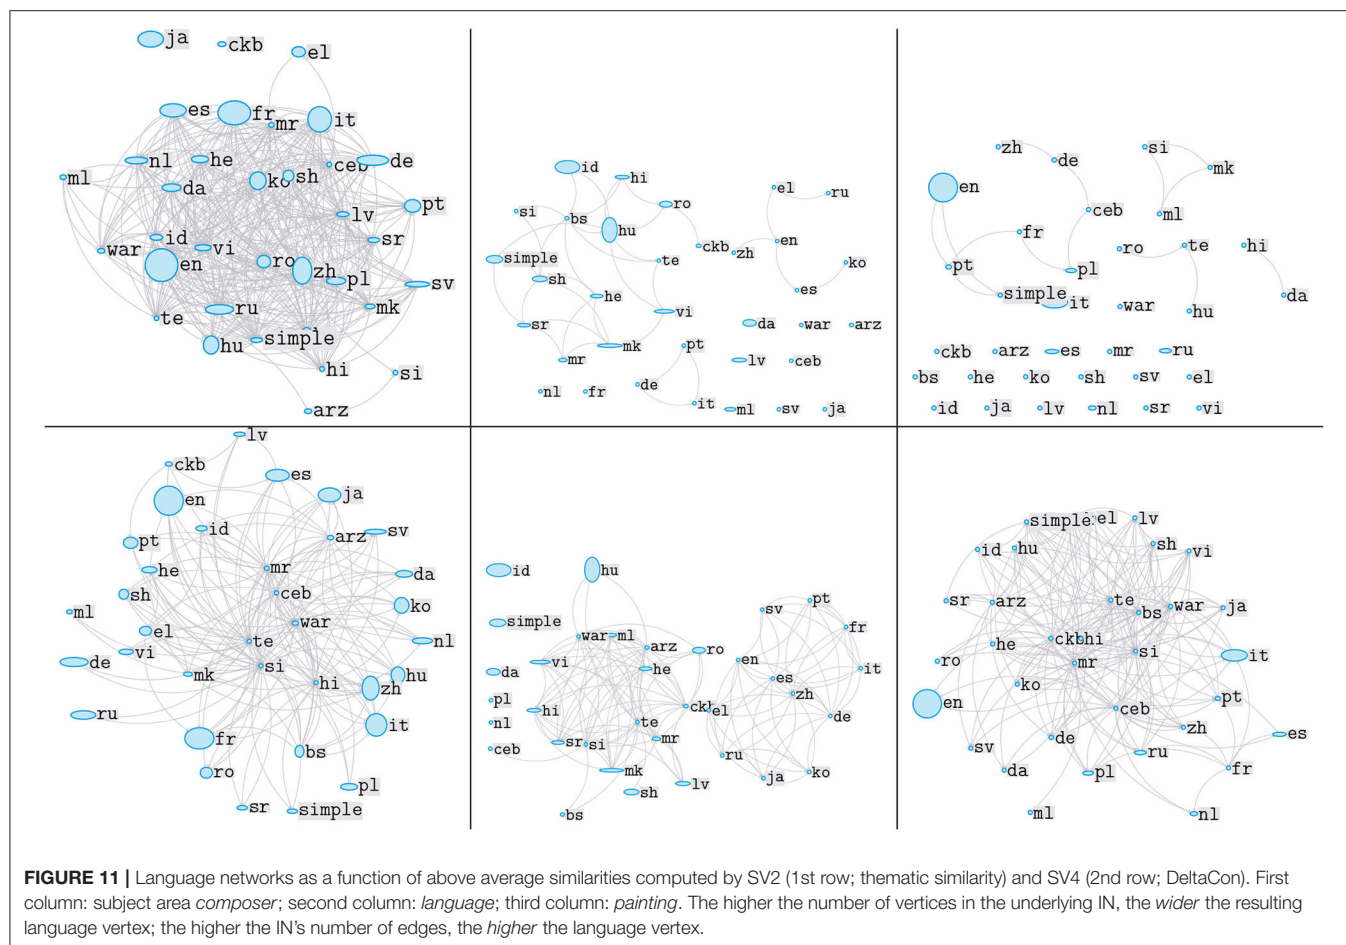 ja
ckb
el
es
fr
mr
it
nl
he
ceb
de
ml
da
ko
sh
lv
pt
war
id
vi
sr
en
ro
zh
pl
sv
ru
mk
te
hu
simple
hi
si
arz
id
hi
el
ru
si
bs
ro
hu
ckb
zh
en
simple
te
ko
sh
he
es
sr
vi
da
war
arz
mr
mk
pt
lv
ceb
de
nl
fr
it
ml
sv
ja
zh
de
si
mk
en
ceb
ml
fr
ro
te
hi
pt
pl
simple
it
war
hu
da
ckb
arz
es
mr
ru
bs
he
ko
sh
sv
el
id
ja
lv
nl
sr
vi
lv
ckb
es
en
ja
id
arz
sv
pt
he
mr
da
sh
ceb
ko
ml
el
war
nl
vi
te
de
si
mk
hi
zh
hu
ru
it
fr
bs
ro
pl
sr
simple
id
hu
sv
pt
simple
war
ml
fr
arz
ro
vi
he
en
it
da
es
pl
zh
hi
ckb
el
nl
te
de
ceb
sr
si
mr
ru
mk
ja
ko
sh
lv
bs
simple
el
lv
id
hu
sh
vi
sr
arz
te
bs
war
ja
he
ckb
hi
ro
mr
si
it
ko
en
ceb
pt
zh
es
sv
de
da
pl
ru
fr
ml
nl
FIGURE 11 | Language networks as a function of above average similarities computed by SV2 (1st row; thematic similarity) and SV4 (2nd row; DeltaCon). First
column: subject area composer; second column: language; third column: painting. The higher the number of vertices in the underlying IN, the wider the resulting
language vertex; the higher the IN's number of edges, the higher the language vertex.